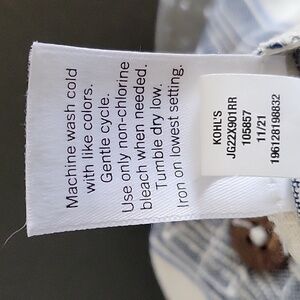 Machine wash cold
with like colors.
Gentle cycle.
Use only non-chlorine
bleach when needed.
Tumble dry low.
Iron on lowest setting.
KOHL'S
JG22X901RR
105857
11/21
196128198832